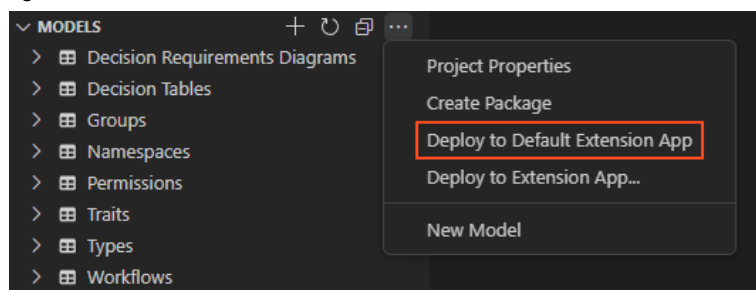 MODELS
Decision Requirements Diagrams
Decision Tables
Groups
Namespaces
Permissions
Traits
Types
Workflows
Project Properties
Create Package
Deploy to Default Extension App
Deploy to Extension App...
New Model